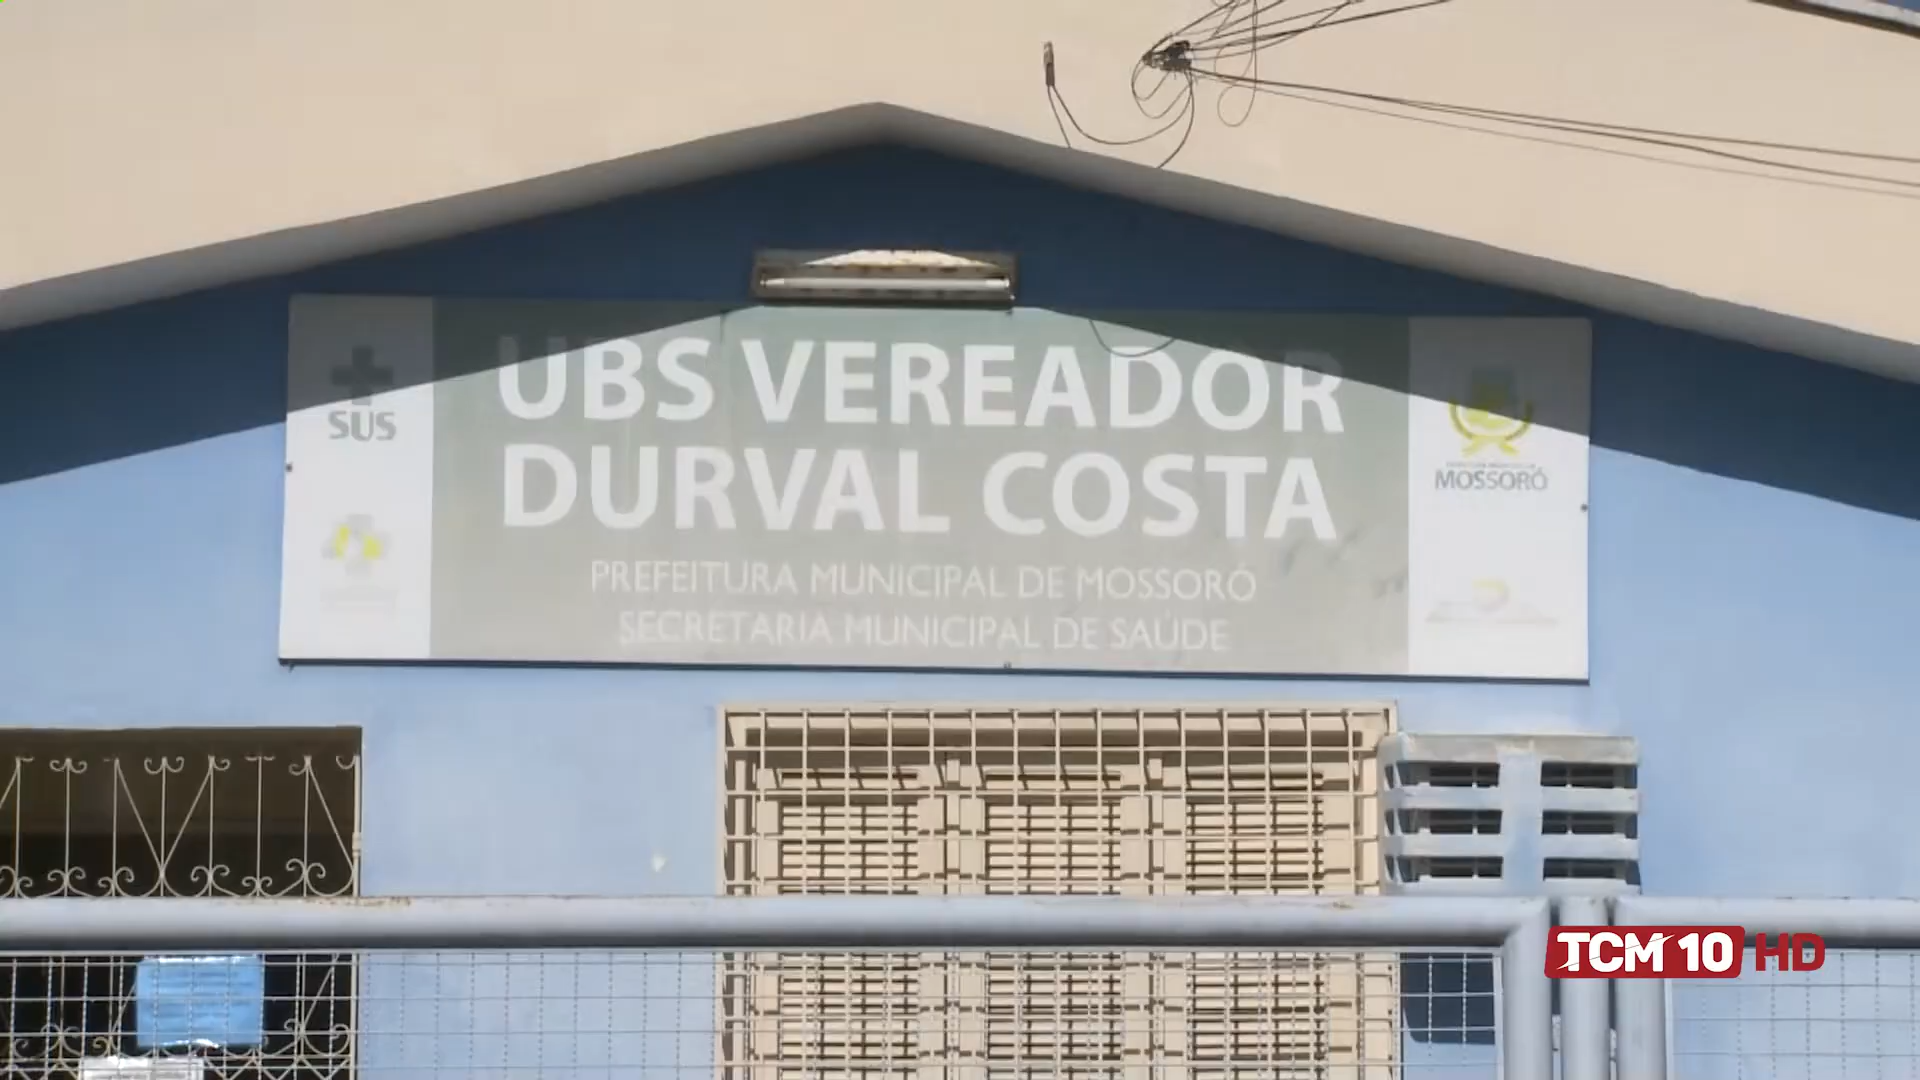 UBS VEREADOR
DURVAL COSTA
PREFEITURA MUNICIPAL DE MOSSORÓ
SECRETARIA MUNICIPAL DE SAÚDE
SUS
MOSSORÓ
TCM 10 HD